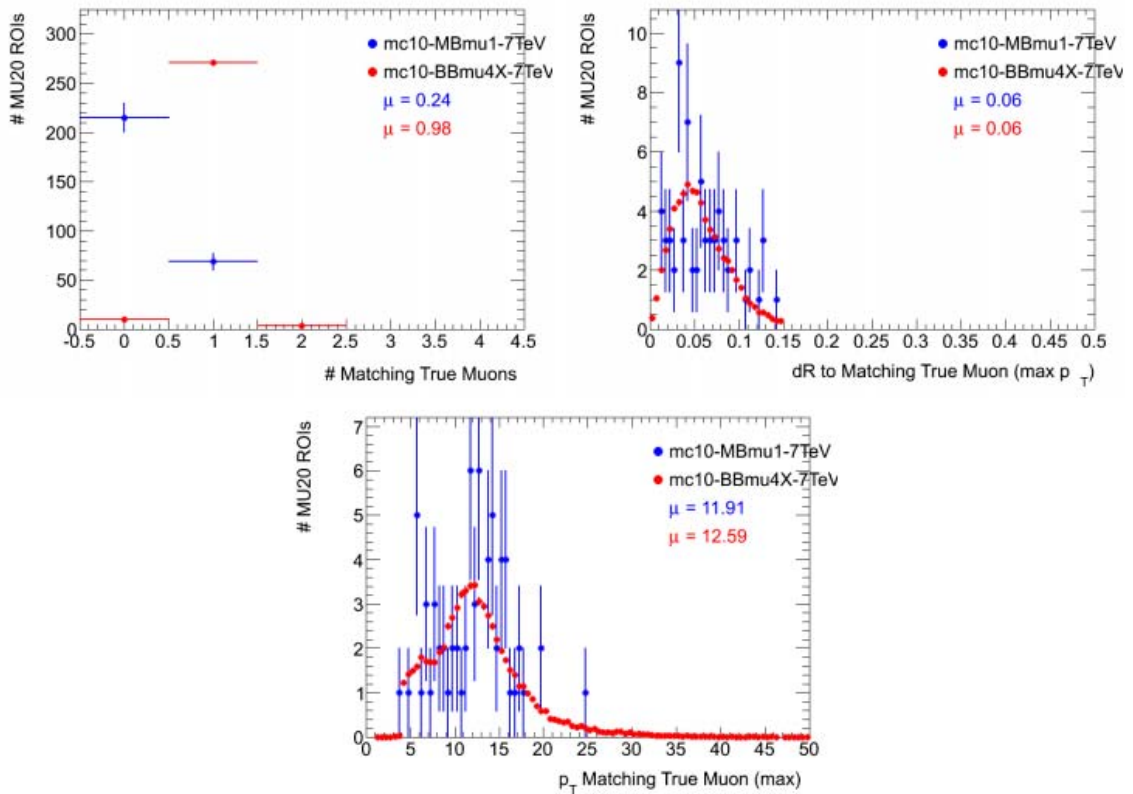 # MU20 ROIs
300
250
200
150
100
50
0
mc10-MBmu1-7TeV
mc10-BBmu4X-7TeV
μ = 0.24
μ = 0.98
-0.5 0 0.5 1 1.5 2 2.5 3 3.5 4 4.5
# Matching True Muons
# MU20 ROIs
10
8
6
4
2
0
mc10-MBmu1-7TeV
mc10-BBmu4X-7TeV
μ = 0.06
μ = 0.06
0 0.05 0.1 0.15 0.2 0.25 0.3 0.35 0.4 0.45 0.5
dR to Matching True Muon (max p_T)
# MU20 ROIs
7
6
5
4
3
2
1
0
mc10-MBmu1-7TeV
mc10-BBmu4X-7TeV
μ = 11.91
μ = 12.59
0 5 10 15 20 25 30 35 40 45 50
p_T Matching True Muon (max)